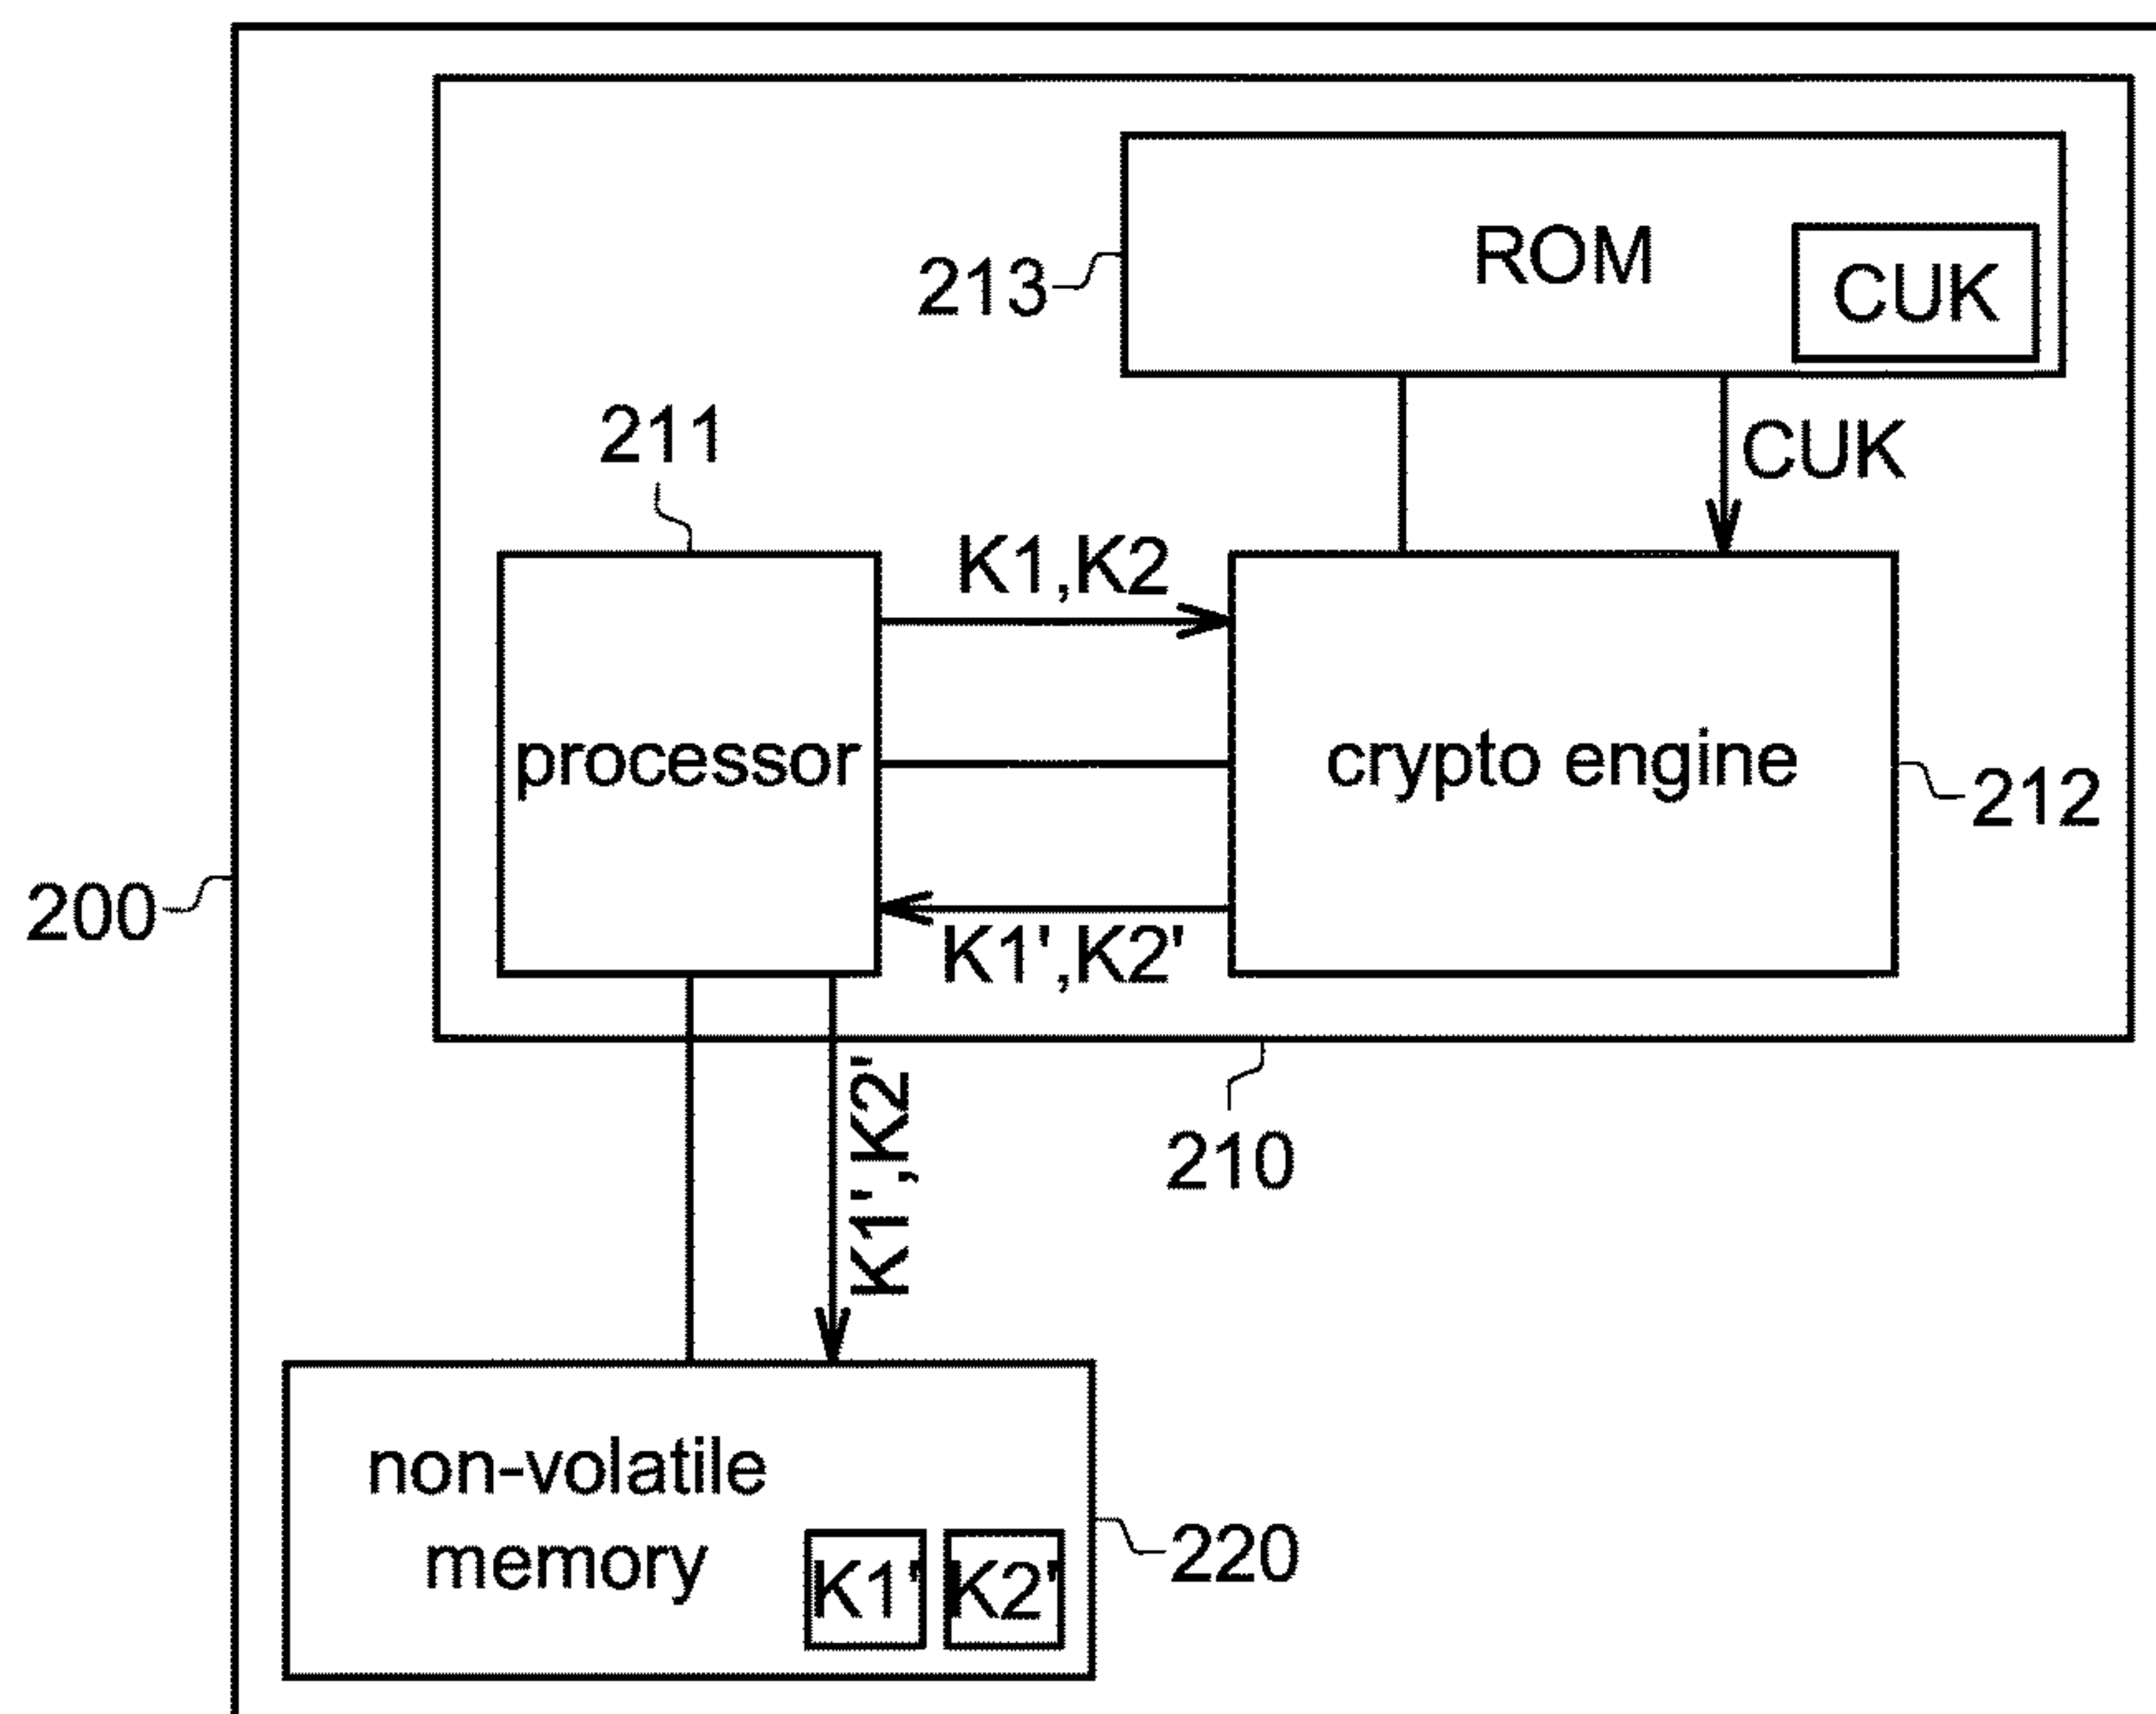 ROM
CUK
213
CUK
211
K1,K2
processor
crypto engine
212
200
K1',K2'
K1',K2'
210
non-volatile
memory
K1'
K2'
220